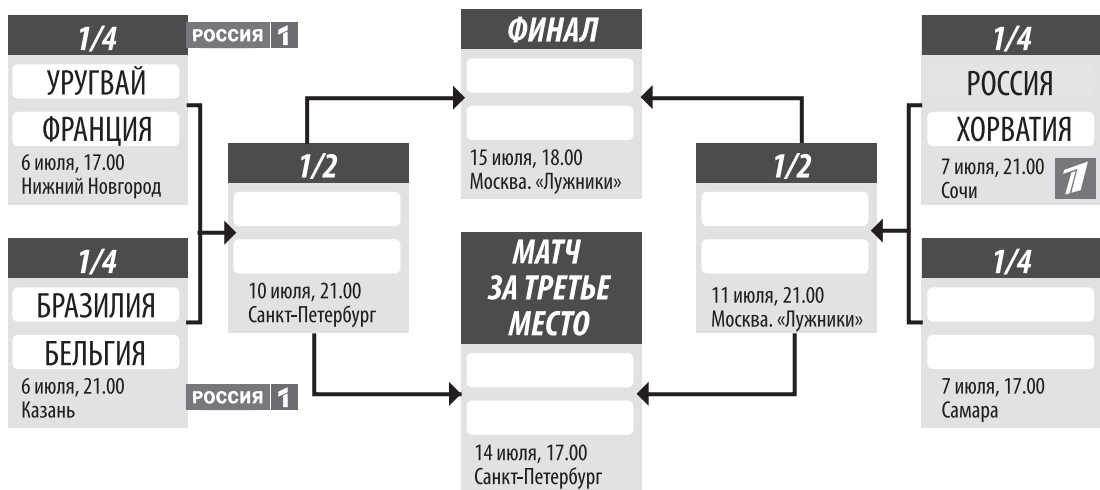 1/4
РОССИЯ 1
УРУГВАЙ
ФРАНЦИЯ
6 июля, 17.00
Нижний Новгород
1/4
БРАЗИЛИЯ
БЕЛЬГИЯ
6 июля, 21.00
Казань
РОССИЯ 1
1/2
10 июля, 21.00
Санкт-Петербург
ФИНАЛ
15 июля, 18.00
Москва. «Лужники»
МАТЧ
ЗА ТРЕТЬЕ
МЕСТО
14 июля, 17.00
Санкт-Петербург
1/2
11 июля, 21.00
Москва. «Лужники»
1/4
РОССИЯ
ХОРВАТИЯ
7 июля, 21.00
Сочи
1
1/4
7 июля, 17.00
Самара